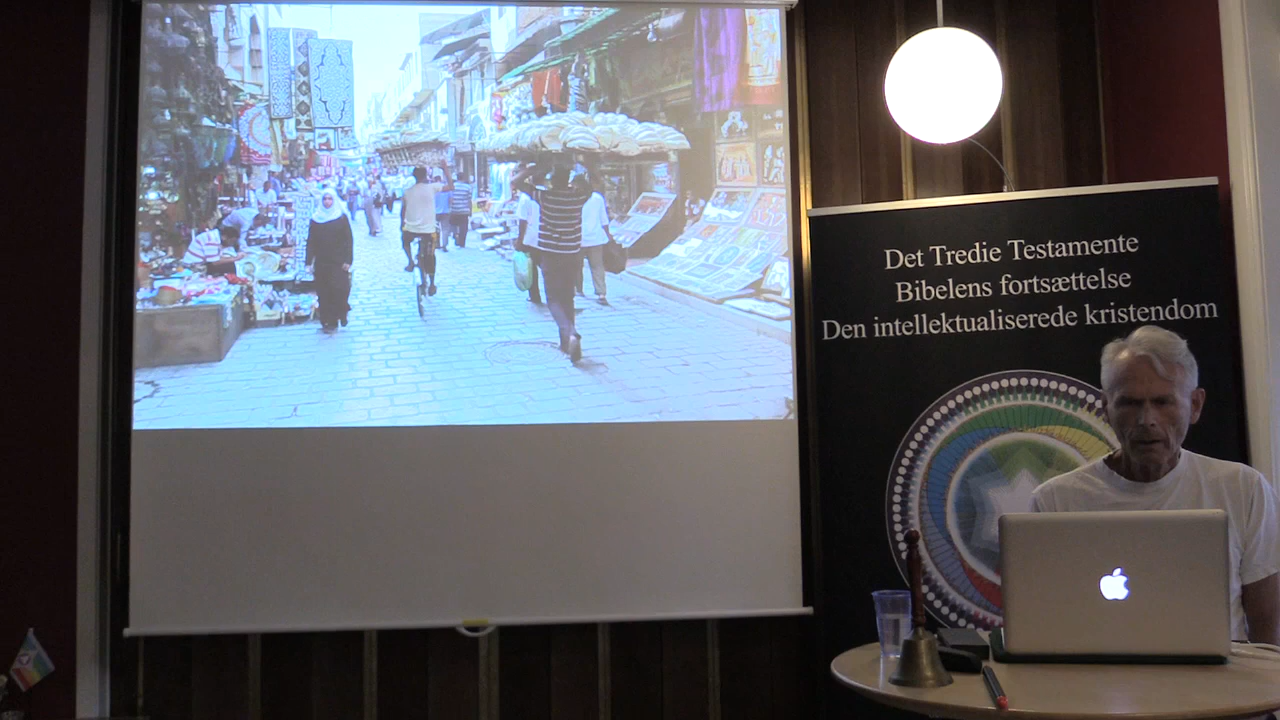 Det Tredie Testamente
Bibelens fortsættelse
Den intellektualiserede kristendom